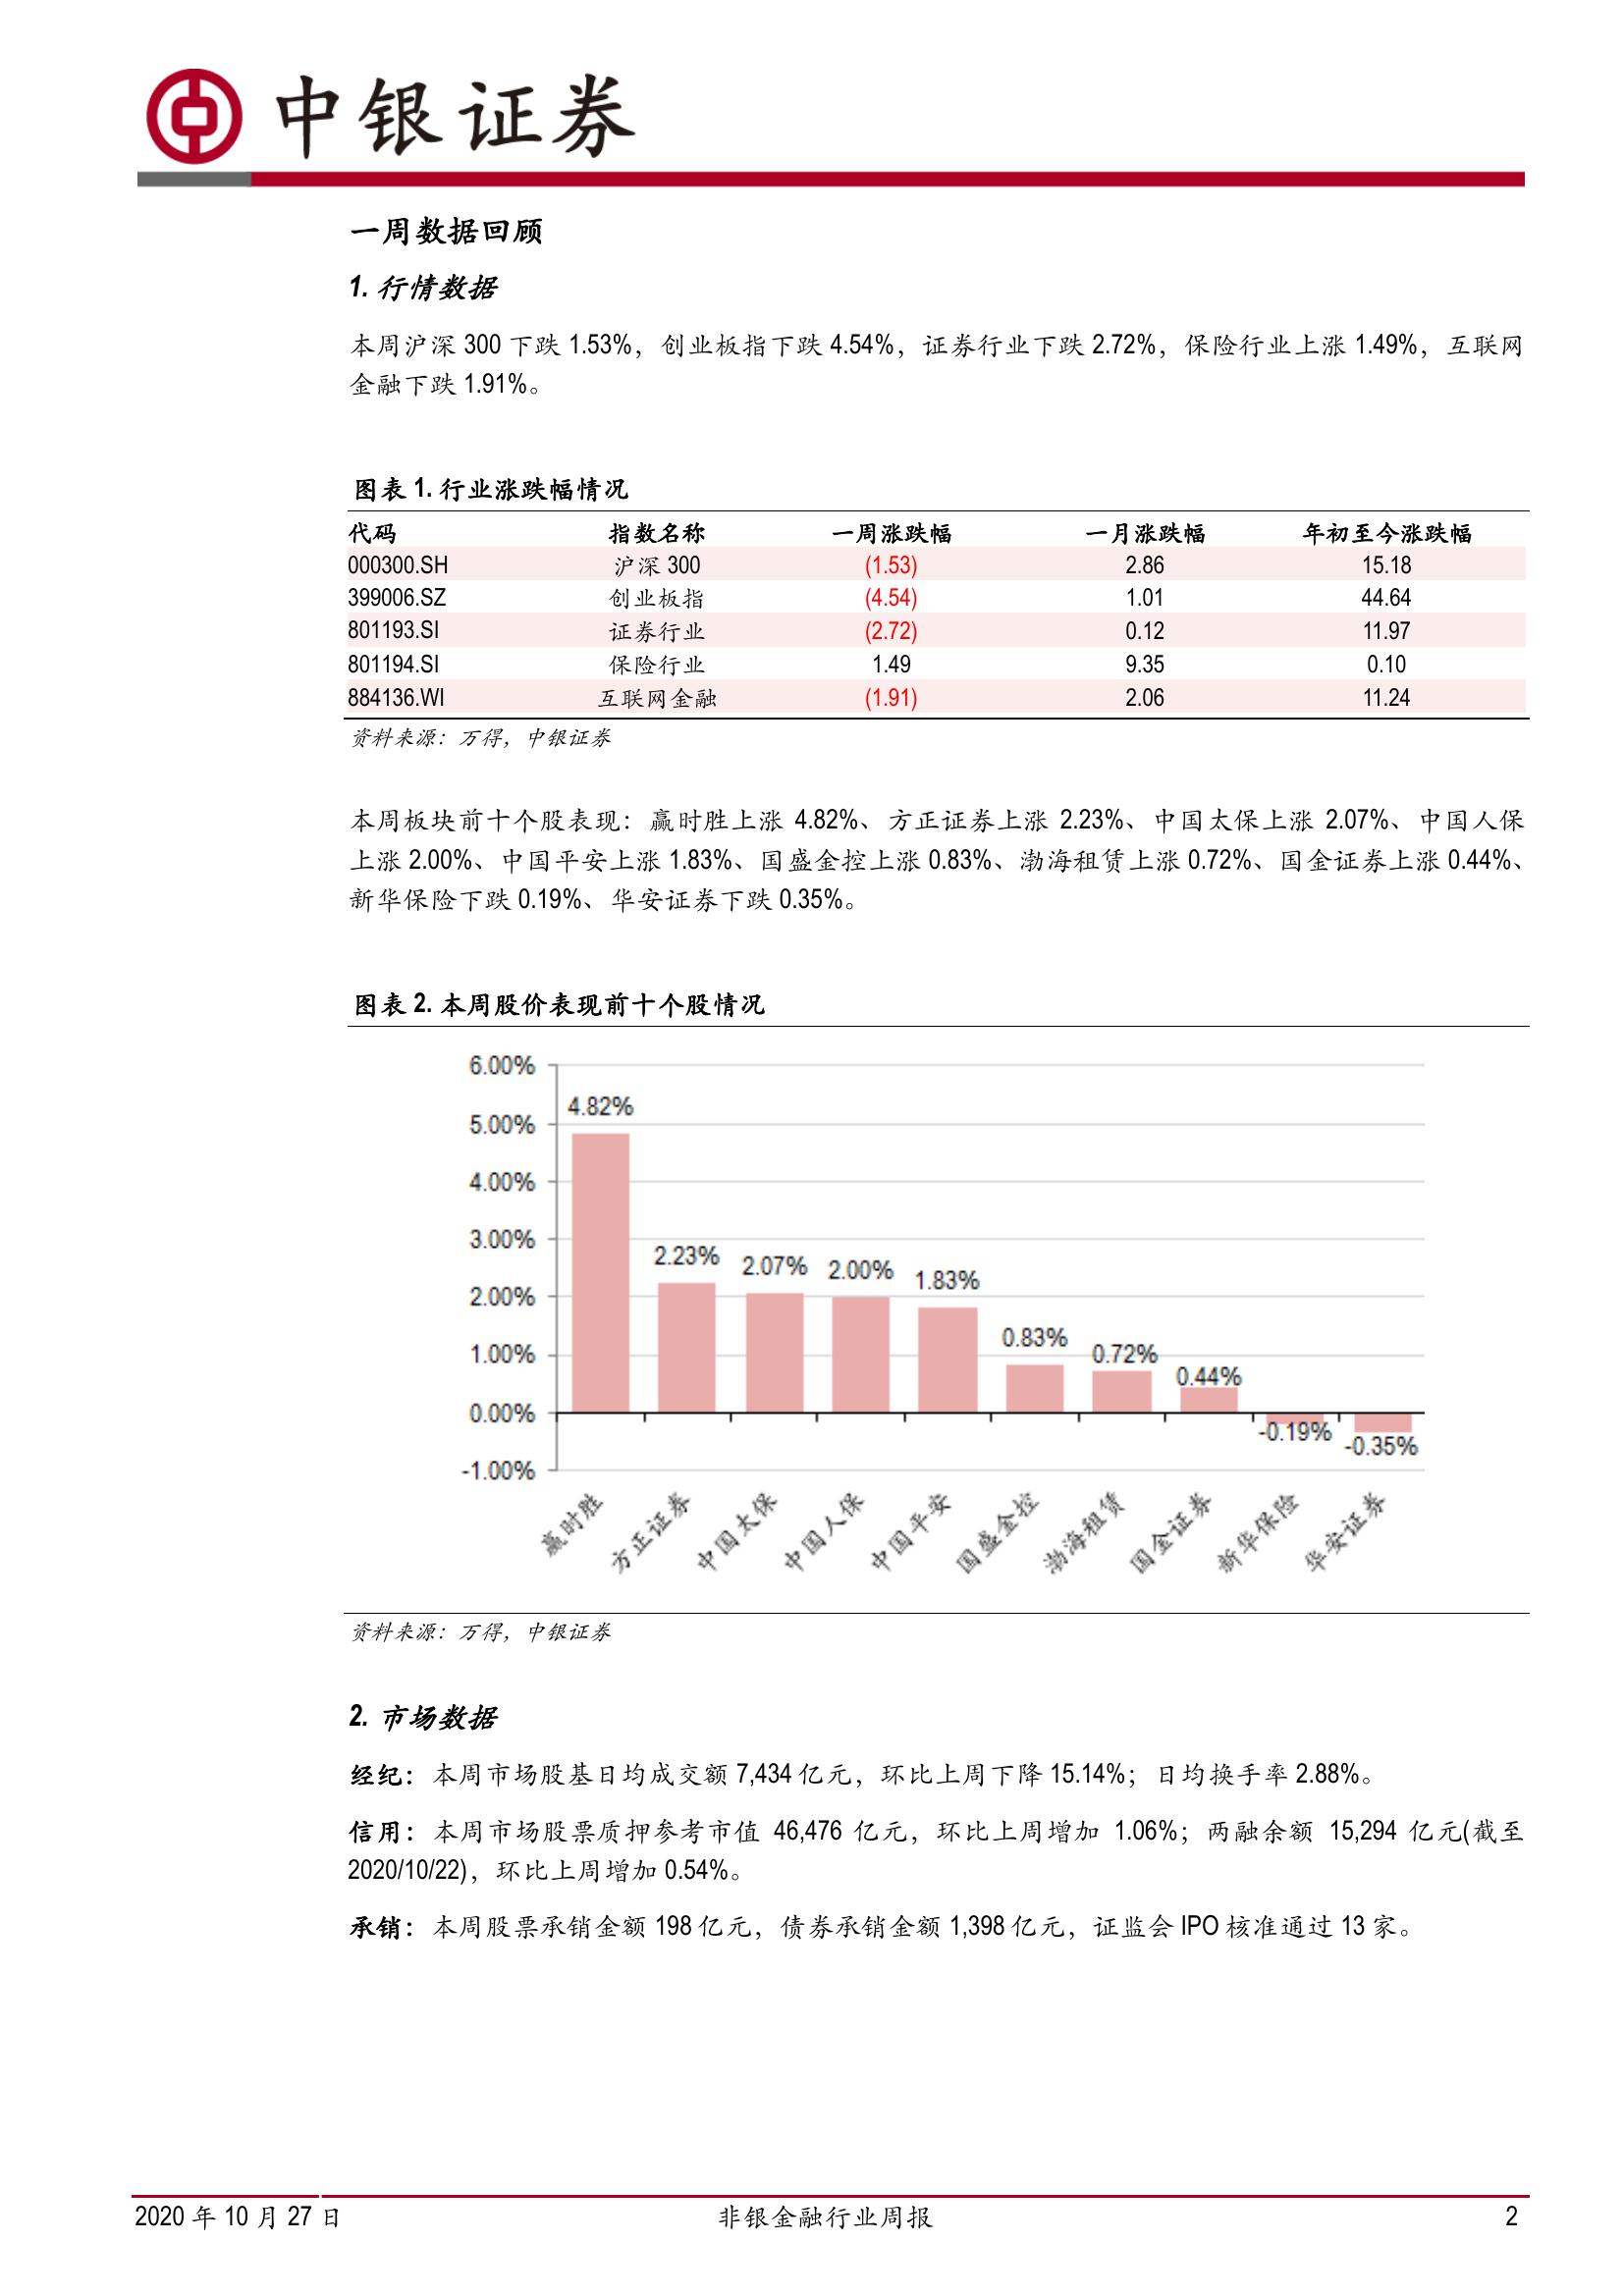 中银证券
一周数据回顾
1. 行情数据
本周沪深 300 下跌 1.53%，创业板指下跌 4.54%，证券行业下跌 2.72%，保险行业上涨 1.49%，互联网
金融下跌 1.91%。
图表 1. 行业涨跌幅情况
代码 指数名称 一周涨跌幅 一月涨跌幅 年初至今涨跌幅
000300.SH 沪深 300 (1.53) 2.86 15.18
399006.SZ 创业板指 (4.54) 1.01 44.64
801193.SI 证券行业 (2.72) 0.12 11.97
801194.SI 保险行业 1.49 9.35 0.10
884136.WI 互联网金融 (1.91) 2.06 11.24
资料来源：万得，中银证券
本周板块前十个股表现：赢时胜上涨 4.82%、方正证券上涨 2.23%、中国太保上涨 2.07%、中国人保
上涨 2.00%、中国平安上涨 1.83%、国盛金控上涨 0.83%、渤海租赁上涨 0.72%、国金证券上涨 0.44%、
新华保险下跌 0.19%、华安证券下跌 0.35%。
图表 2. 本周股价表现前十个股情况
6.00%
5.00%
4.00%
3.00%
2.00%
1.00%
0.00%
-1.00%
4.82%
2.23%
2.07%
2.00%
1.83%
0.83%
0.72%
0.44%
-0.19%
-0.35%
赢时胜
方正证券
中国太保
中国人保
中国平安
国盛金控
渤海租赁
国金证券
新华保险
华安证券
资料来源：万得，中银证券
2. 市场数据
经纪：本周市场股基日均成交额 7,434 亿元，环比上周下降 15.14%；日均换手率 2.88%。
信用：本周市场股票质押参考市值 46,476 亿元，环比上周增加 1.06%；两融余额 15,294 亿元(截至
2020/10/22)，环比上周增加 0.54%。
承销：本周股票承销金额 198 亿元，债券承销金额 1,398 亿元，证监会 IPO 核准通过 13 家。
2020 年 10 月 27 日 非银金融行业周报 2